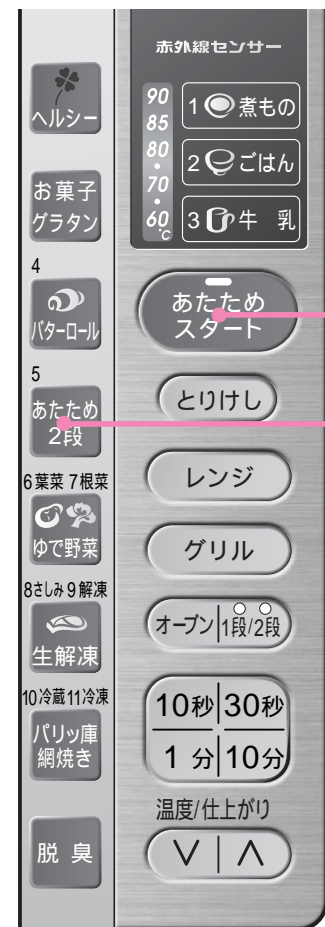 赤外線センサー
90
85
80
・
70
・
60
℃
1 煮もの
2 ごはん
3 牛 乳
ヘルシー
お菓子
グラタン
4
バターロール
5
あたため
2段
6葉菜 7根菜
ゆで野菜
8さしみ 9解凍
生解凍
10冷蔵 11冷凍
パリッ庫
網焼き
脱 臭
あたため
スタート
とりけし
レンジ
グリル
オーブン 1段/2段
10秒 30秒
1 分 10分
温度/仕上がり